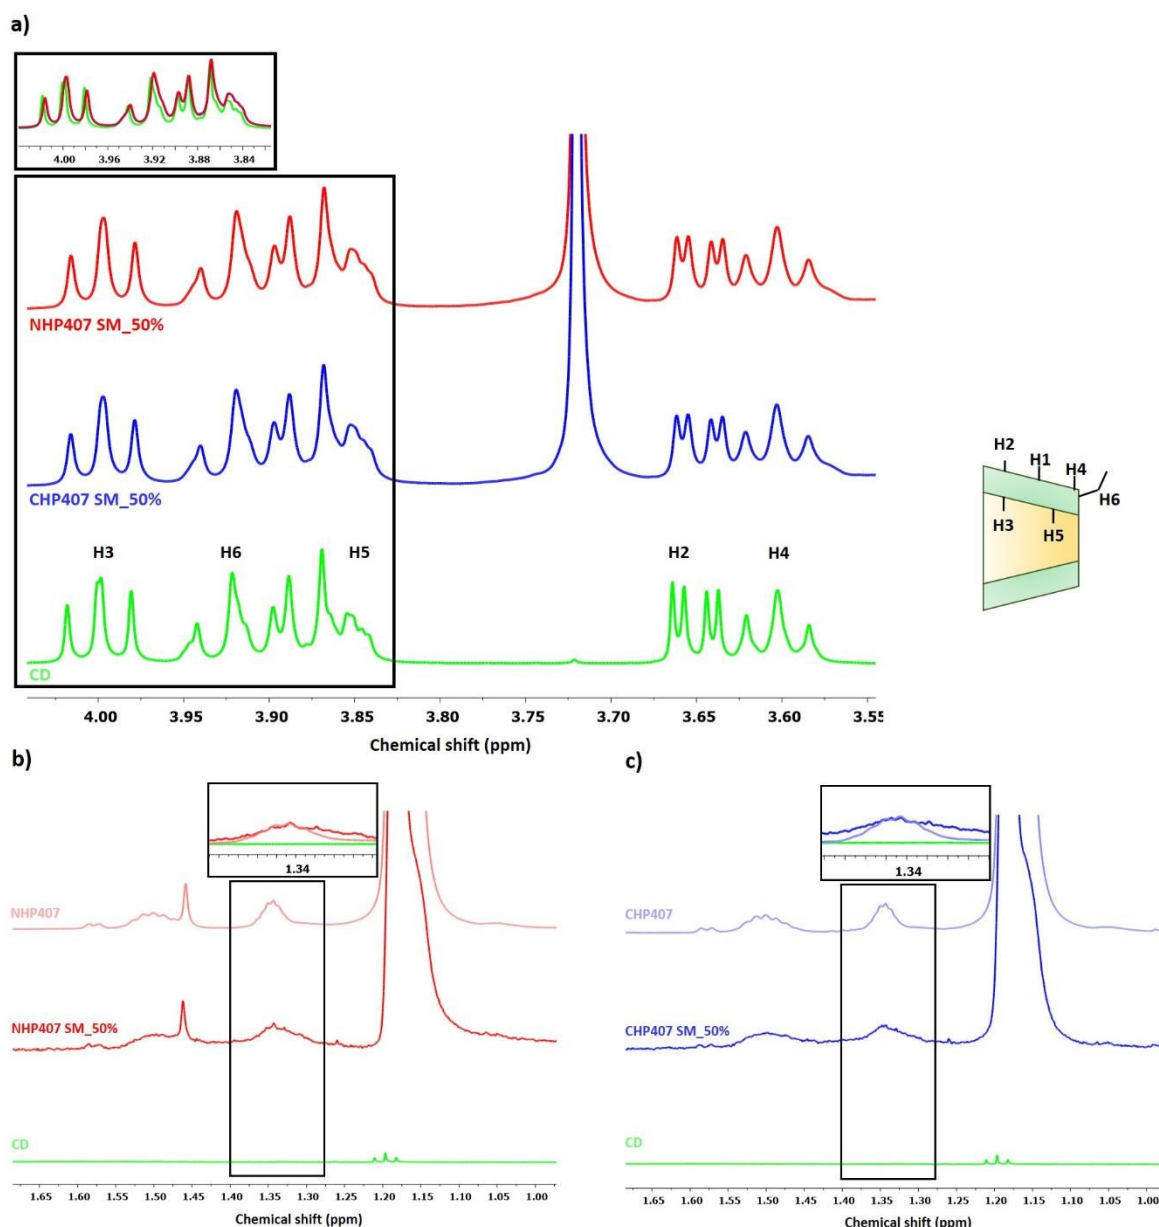 a)
4.00 3.96 3.92 3.88 3.84
NHP407 SM_50%
CHP407 SM_50%
H3 H6 H5 H2 H4
CD
4.00 3.95 3.90 3.85 3.80 3.75 3.70 3.65 3.60 3.55
Chemical shift (ppm)
H2
H1
H4
H6
H3
H5
b)
1.34
NHP407
NHP407 SM_50%
CD
1.65 1.60 1.55 1.50 1.45 1.40 1.35 1.30 1.25 1.20 1.15 1.10 1.05 1.00
Chemical shift (ppm)
c)
1.34
CHP407
CHP407 SM_50%
CD
1.65 1.60 1.55 1.50 1.45 1.40 1.35 1.30 1.25 1.20 1.15 1.10 1.05 1.00
Chemical shift (ppm)